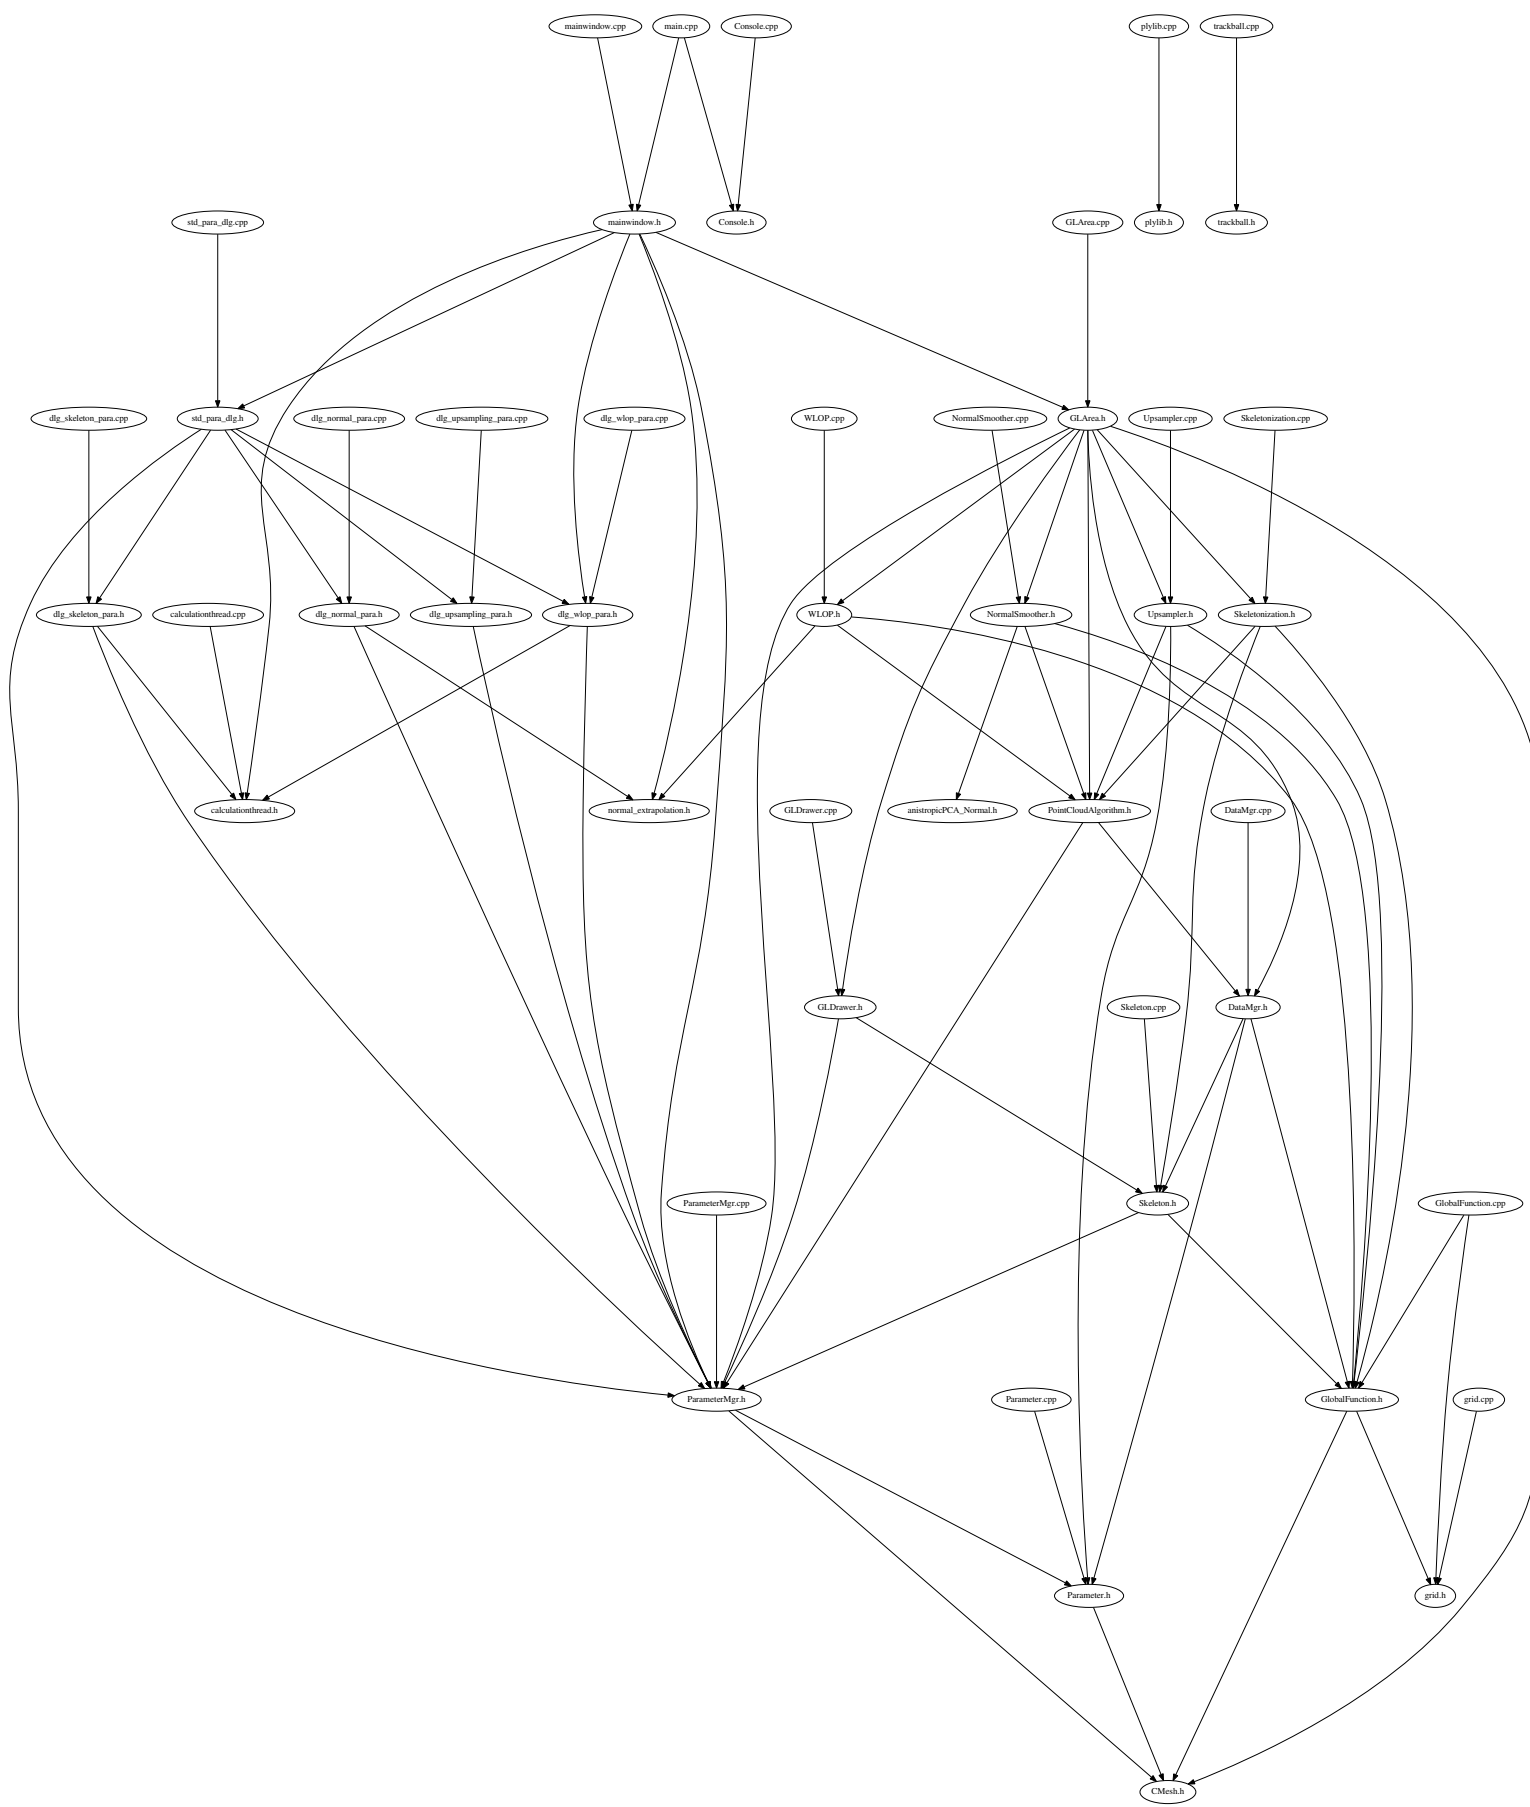 mainwindow.cpp
main.cpp
Console.cpp
plylib.cpp
trackball.cpp
std_para_dlg.cpp
mainwindow.h
Console.h
GLArea.cpp
plylib.h
trackball.h
dlg_skeleton_para.cpp
std_para_dlg.h
dlg_normal_para.cpp
dlg_upsampling_para.cpp
dlg_wlop_para.cpp
WLOP.cpp
NormalSmoother.cpp
GLArea.h
Upsampler.cpp
Skeletonization.cpp
dlg_skeleton_para.h
calculationthread.cpp
dlg_normal_para.h
dlg_upsampling_para.h
dlg_wlop_para.h
WLOP.h
NormalSmoother.h
Upsampler.h
Skeletonization.h
calculationthread.h
normal_extrapolation.h
GLDrawer.cpp
anistropicPCA_Normal.h
PointCloudAlgorithm.h
DataMgr.cpp
GLDrawer.h
Skeleton.cpp
DataMgr.h
ParameterMgr.cpp
Skeleton.h
GlobalFunction.cpp
ParameterMgr.h
Parameter.cpp
GlobalFunction.h
grid.cpp
Parameter.h
grid.h
CMesh.h